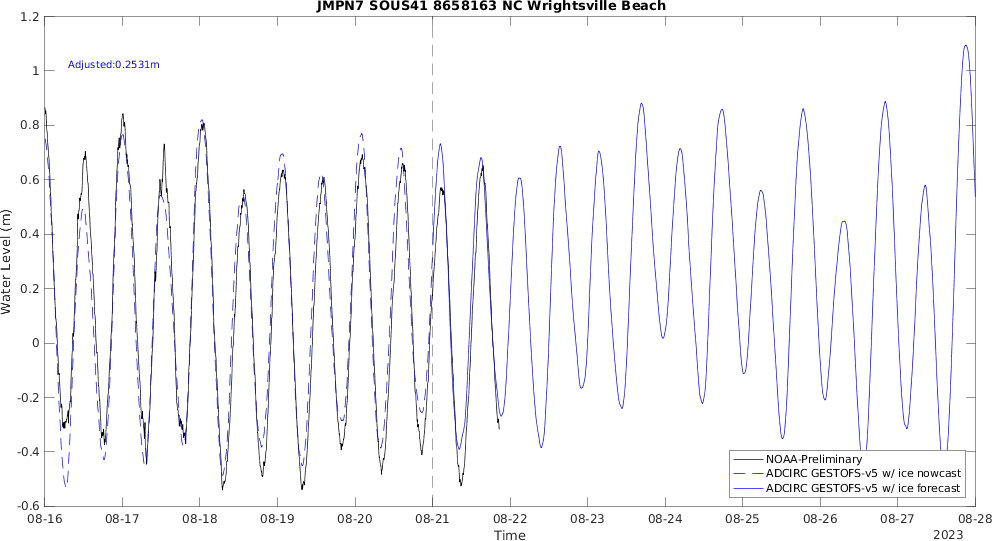 JMPN7 SOUS41 8658163 NC Wrightsville Beach
Adjusted:0.2531m
Water Level (m)
1.2
1
0.8
0.6
0.4
0.2
0
-0.2
-0.4
-0.6
NOAA-Preliminary
ADCIRC GESTOFS-v5 w/ ice nowcast
ADCIRC GESTOFS-v5 w/ ice forecast
08-16 08-17 08-18 08-19 08-20 08-21 08-22 08-23 08-24 08-25 08-26 08-27 08-28
Time
2023